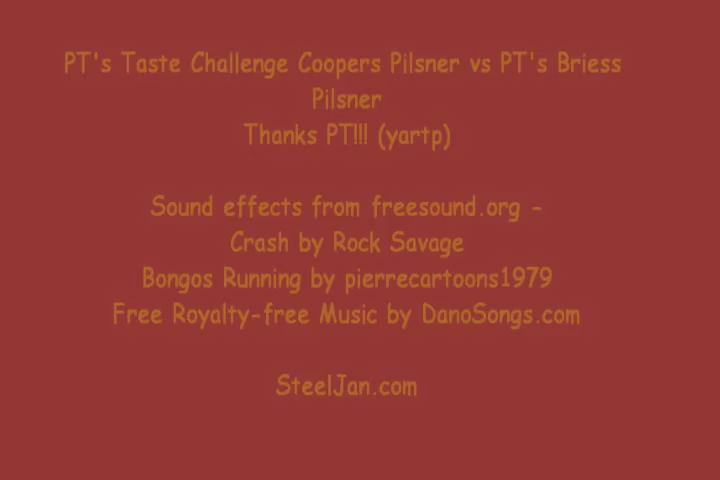 PT's Taste Challenge Coopers Pilsner vs PT's Briess
Pilsner
Thanks PT!!! (yartp)
Sound effects from freesound.org -
Crash by Rock Savage
Bongos Running by pierrecartoons1979
Free Royalty-free Music by DanoSongs.com
SteelJan.com